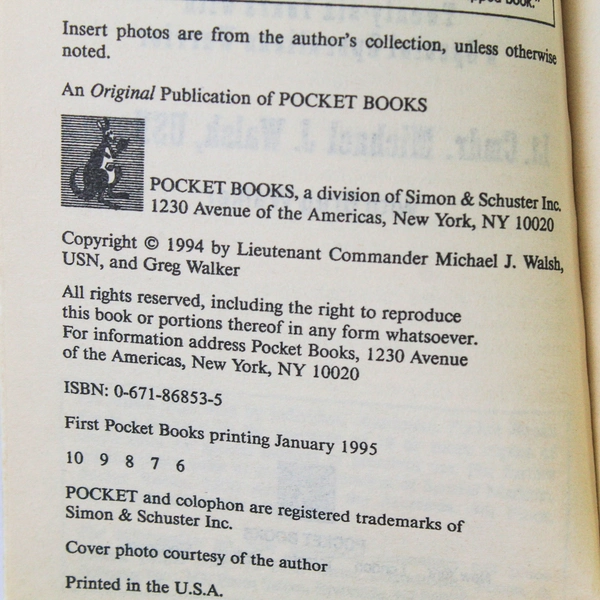 book."
Insert photos are from the author's collection, unless otherwise
noted.
An Original Publication of POCKET BOOKS
POCKET BOOKS, a division of Simon & Schuster Inc.
1230 Avenue of the Americas, New York, NY 10020
Copyright © 1994 by Lieutenant Commander Michael J. Walsh,
USN, and Greg Walker
All rights reserved, including the right to reproduce
this book or portions thereof in any form whatsoever.
For information address Pocket Books, 1230 Avenue
of the Americas, New York, NY 10020
ISBN: 0-671-86853-5
First Pocket Books printing January 1995
10 9 8 7 6
POCKET and colophon are registered trademarks of
Simon & Schuster Inc.
Cover photo courtesy of the author
Printed in the U.S.A.